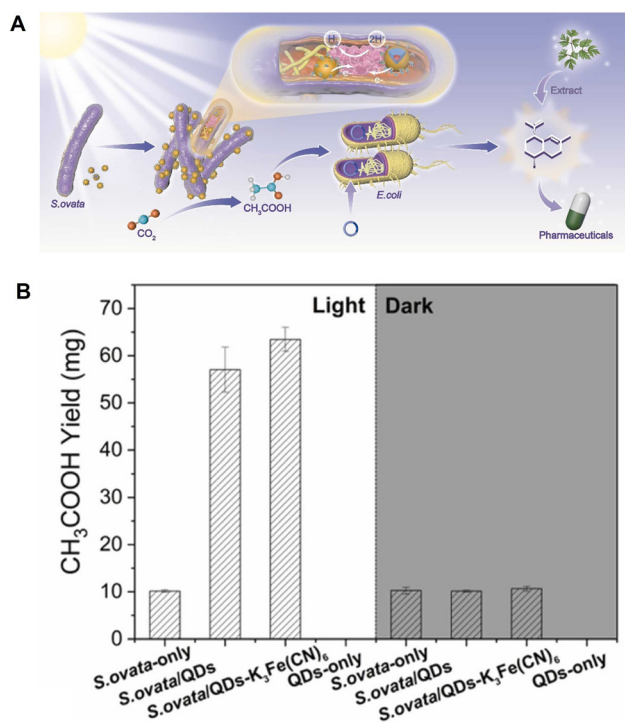 A
H₂
2H⁺
Extract
S.ovata
CO₂
CH₃COOH
E.coli
Pharmaceuticals
B
CH₃COOH Yield (mg)
70
60
50
40
30
20
10
0
Light
Dark
S.ovata-only
S.ovata/QDs
S.ovata/QDs-K₃Fe(CN)₆
QDs-only
S.ovata-only
S.ovata/QDs
S.ovata/QDs-K₃Fe(CN)₆
QDs-only